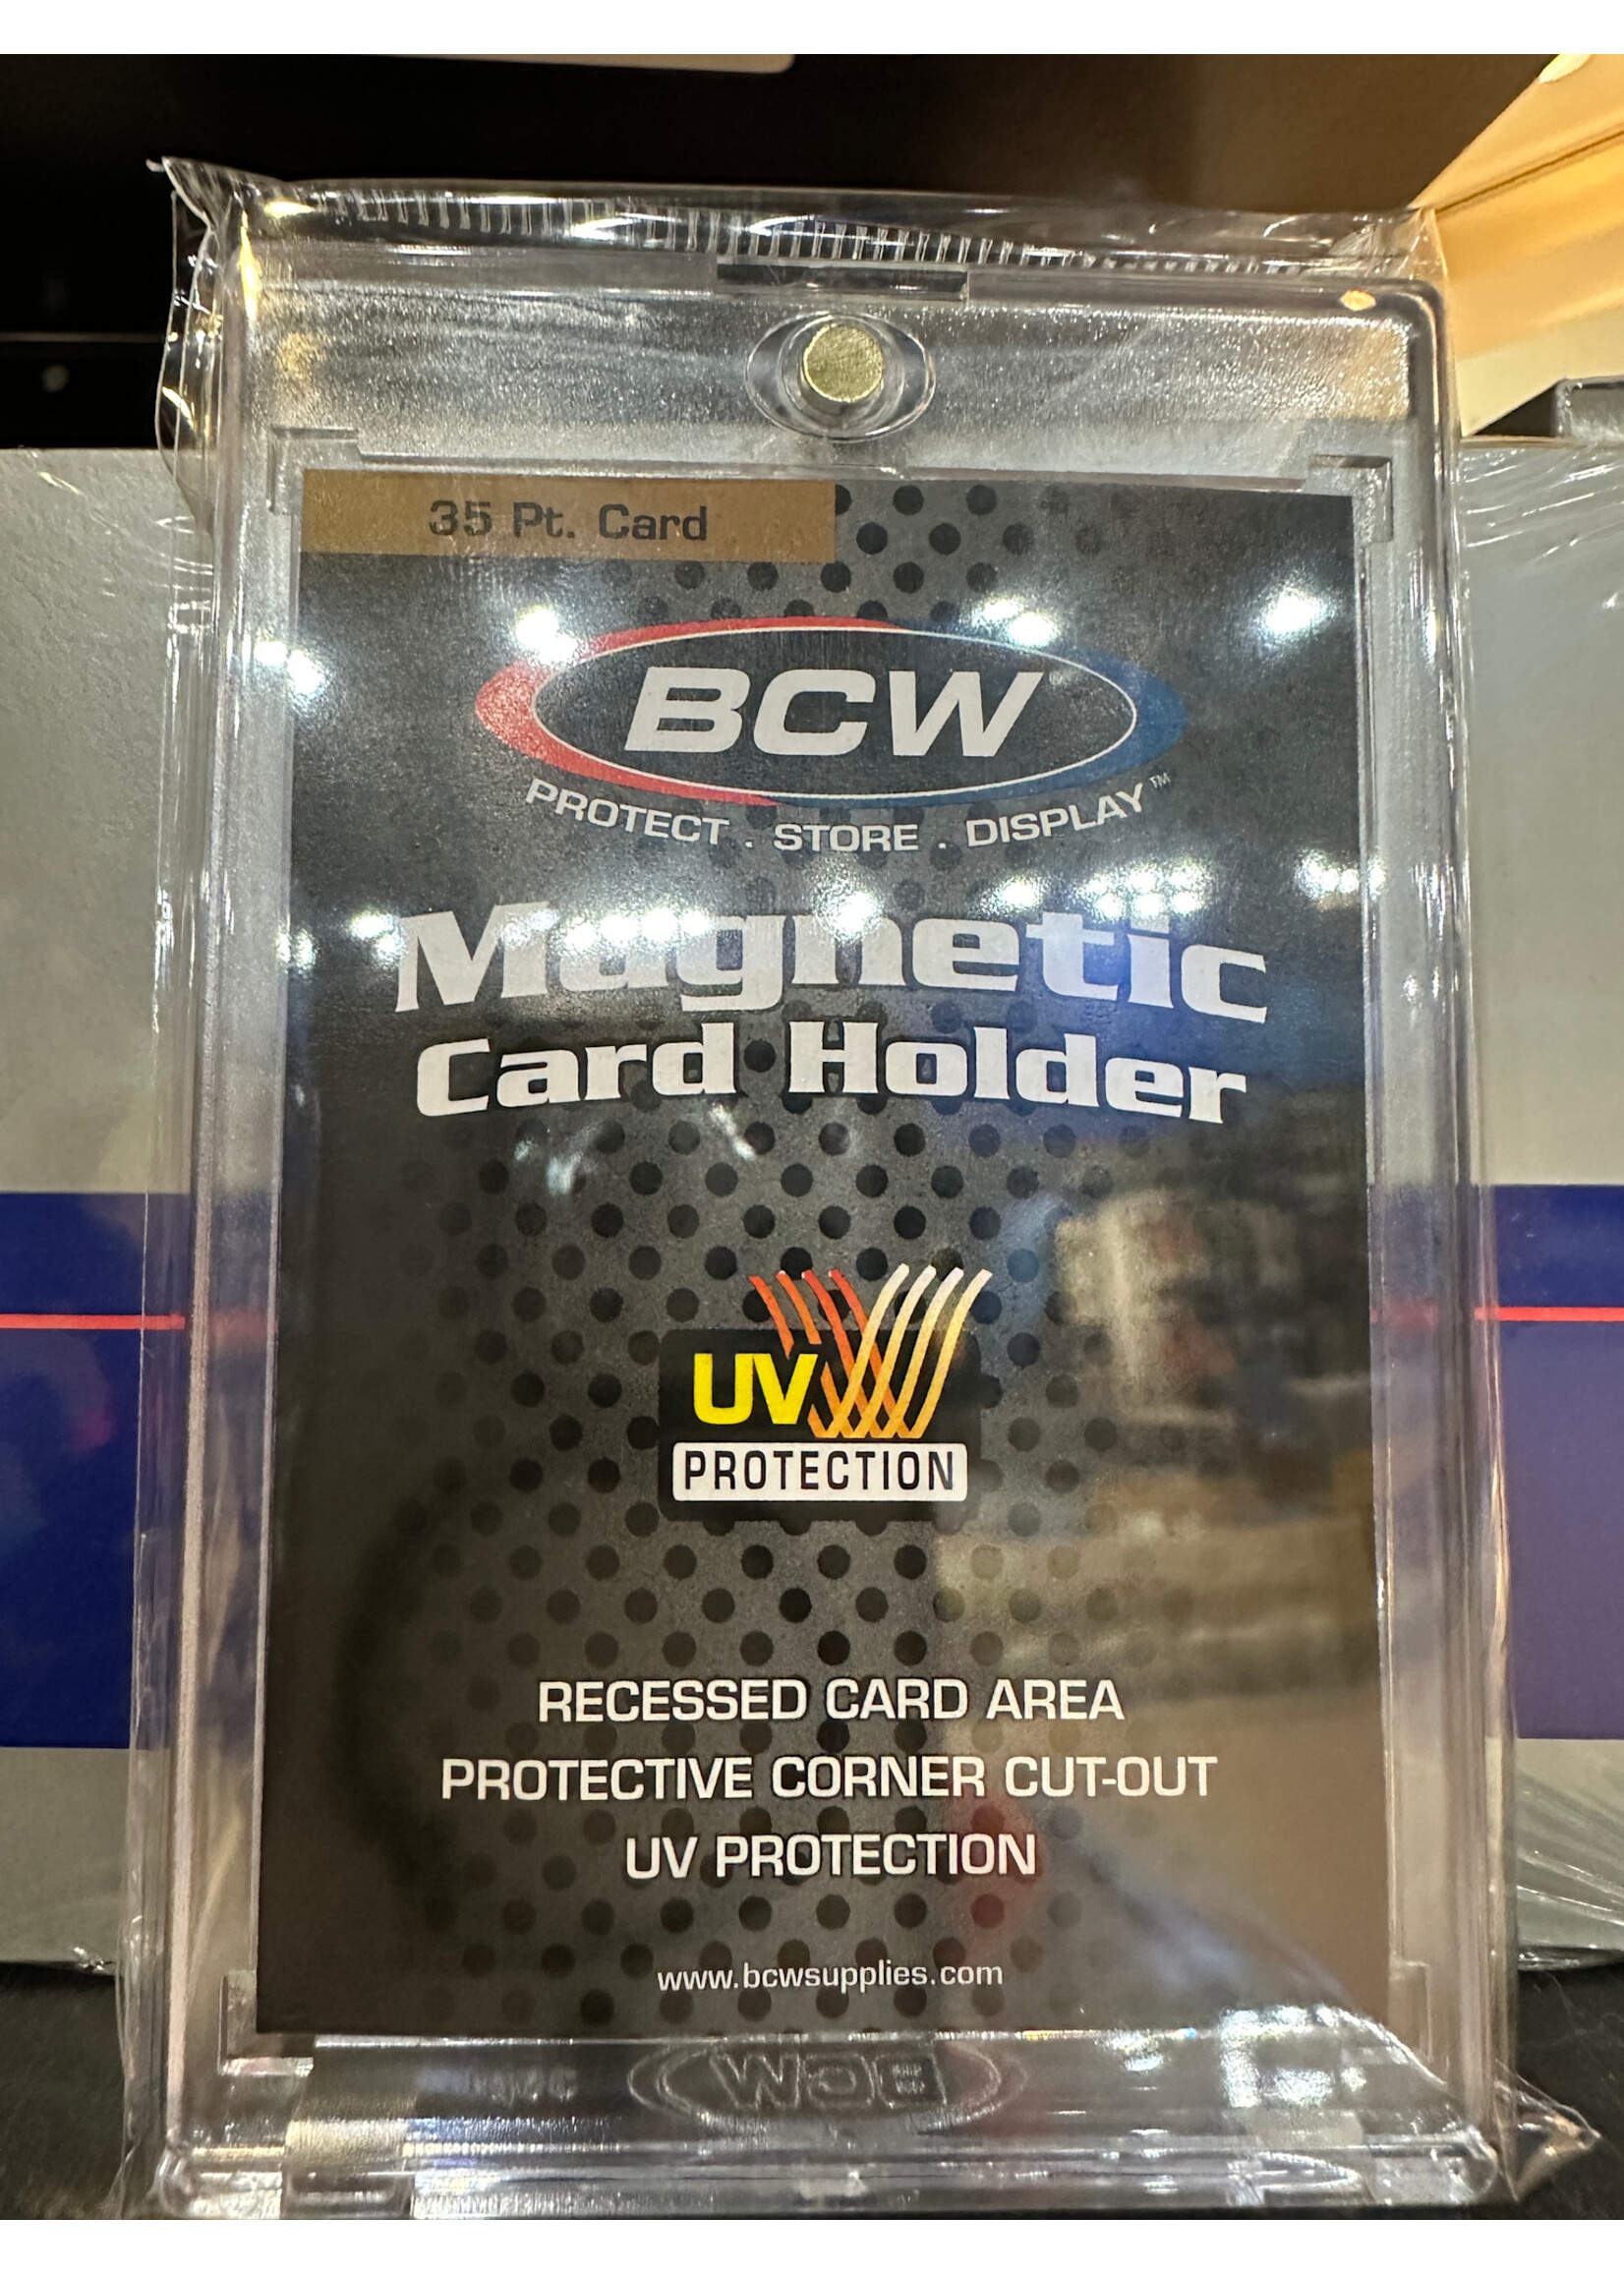 35 Pt. Card
BCW
PROTECT . STORE . DISPLAY™
Magnetic
Card Holder
UV
PROTECTION
RECESSED CARD AREA
PROTECTIVE CORNER CUT-OUT
UV PROTECTION
www.bcwsupplies.com
BCW